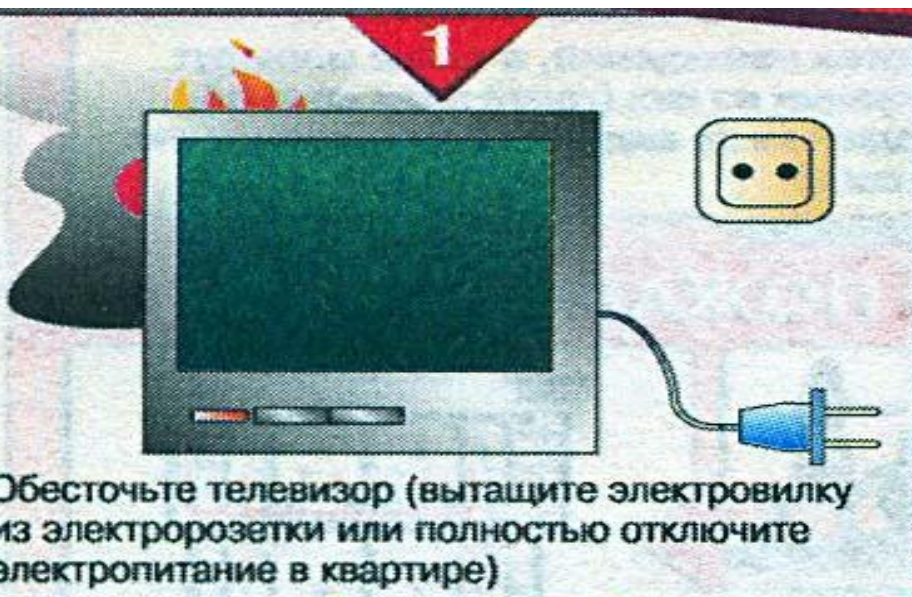 1
Обесточьте телевизор (вытащите электровилку
из электророзетки или полностью отключите
электропитание в квартире)